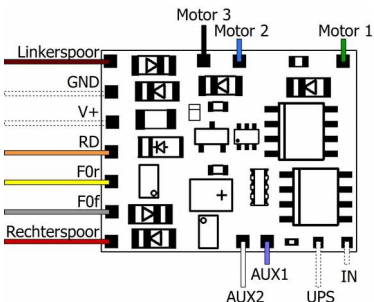 Motor 3
Motor 2
Motor 1
Linkerspoor
GND
V+
RD
F0r
F0f
Rechterspoor
+
AUX1
AUX2
UPS
IN